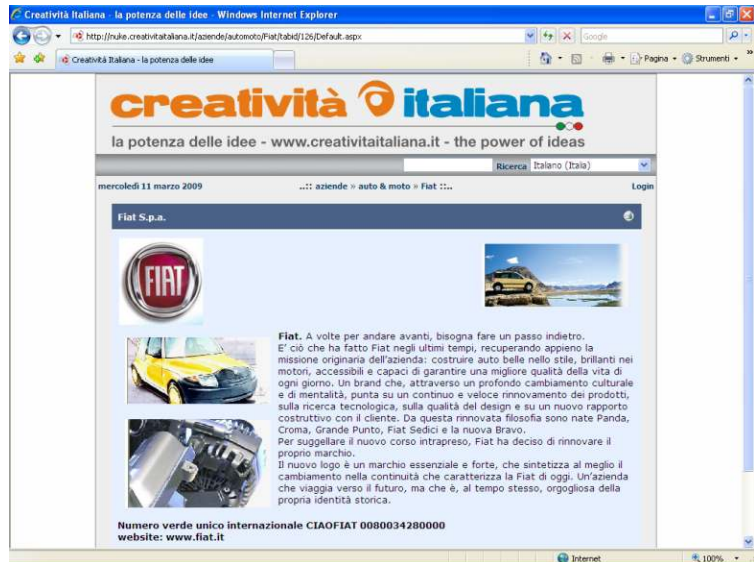 Creatività Italiana - la potenza delle idee - Windows Internet Explorer
http://nuke.creativitaitaliana.it/aziende/automoto/Fiat/tabid/126/Default.aspx
Google
Creatività Italiana - la potenza delle idee
Pagina
Strumenti
creatività italiana
la potenza delle idee - www.creativitaitaliana.it - the power of ideas
Ricerca Italiano (Italia)
mercoledì 11 marzo 2009 ..:: aziende » auto & moto » Fiat ::.. Login
Fiat S.p.a.
FIAT
Fiat. A volte per andare avanti, bisogna fare un passo indietro.
E' ciò che ha fatto Fiat negli ultimi tempi, recuperando appieno la
missione originaria dell'azienda: costruire auto belle nello stile, brillanti nei
motori, accessibili e capaci di garantire una migliore qualità della vita di
ogni giorno. Un brand che, attraverso un profondo cambiamento culturale
e di mentalità, punta su un continuo e veloce rinnovamento dei prodotti,
sulla ricerca tecnologica, sulla qualità del design e su un nuovo rapporto
costruttivo con il cliente. Da questa rinnovata filosofia sono nate Panda,
Croma, Grande Punto, Fiat Sedici e la nuova Bravo.
Per suggellare il nuovo corso intrapreso, Fiat ha deciso di rinnovare il
proprio marchio.
Il nuovo logo è un marchio essenziale e forte, che sintetizza al meglio il
cambiamento nella continuità che caratterizza la Fiat di oggi. Un'azienda
che viaggia verso il futuro, ma che è, al tempo stesso, orgogliosa della
propria identità storica.
Numero verde unico internazionale CIAOFIAT 0080034280000
website: www.fiat.it
Internet 100%